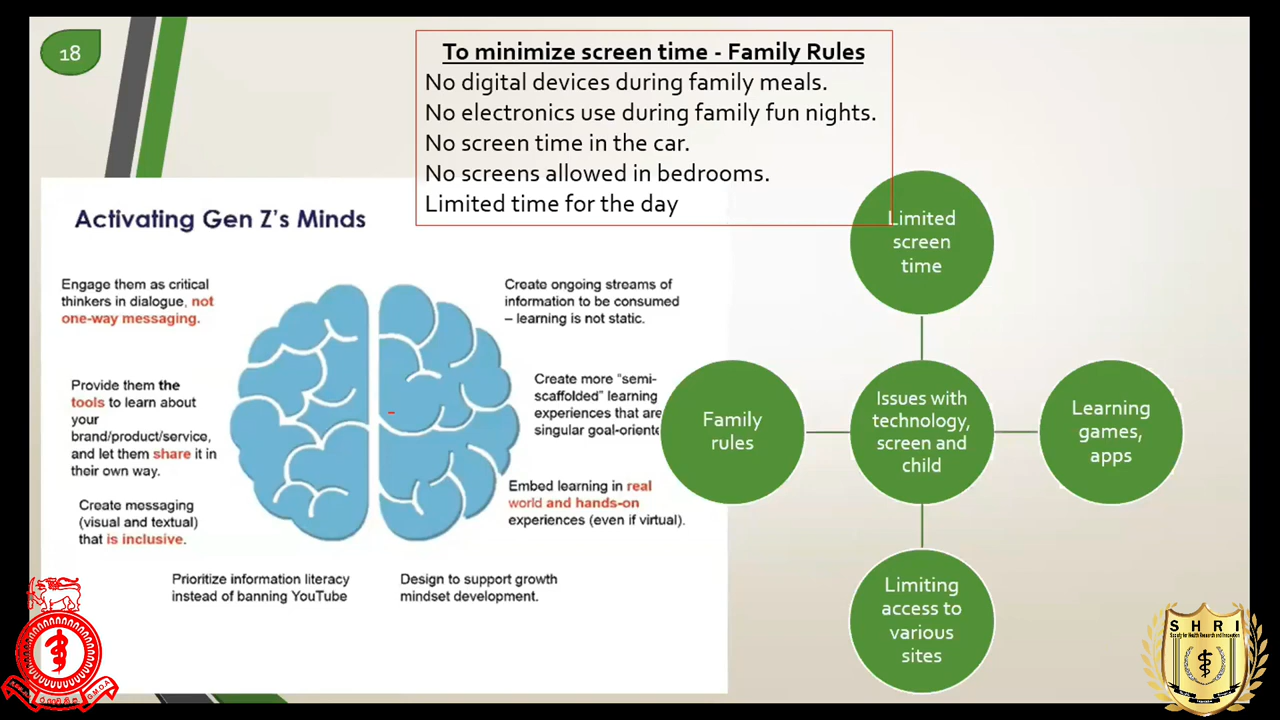 18
To minimize screen time - Family Rules
No digital devices during family meals.
No electronics use during family fun nights.
No screen time in the car.
No screens allowed in bedrooms.
Limited time for the day
Activating Gen Z's Minds
Engage them as critical
thinkers in dialogue, not
one-way messaging.
Provide them the
tools to learn about
your
brand/product/service,
and let them share it in
their own way.
Create messaging
(visual and textual)
that is inclusive.
Prioritize information literacy
instead of banning YouTube
Create ongoing streams of
information to be consumed
– learning is not static.
Create more "semi-
scaffolded" learning
experiences that are
singular goal-oriente
Embed learning in real
world and hands-on
experiences (even if virtual).
Design to support growth
mindset development.
Limited
screen
time
Family
rules
Issues with
technology,
screen and
child
Learning
games,
apps
Limiting
access to
various
sites
G.M.O.A.
S H R I
Society for Health Research and Innovation